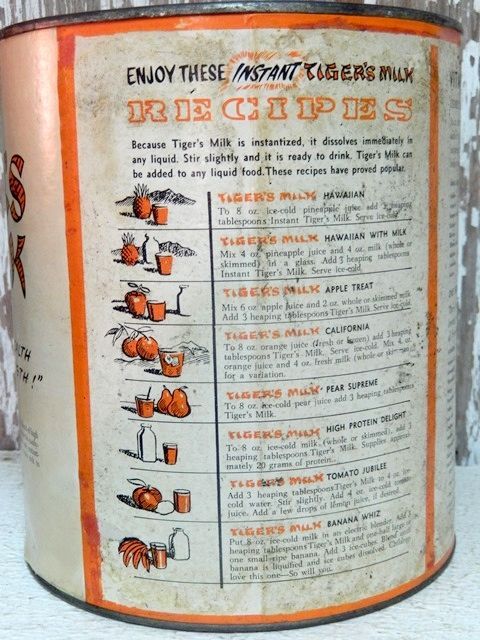 ENJOY THESE INSTANT TIGER'S MILK
RECIPES
Because Tiger's Milk is instantized, it dissolves immediately in
any liquid. Stir slightly and it is ready to drink. Tiger's Milk can
be added to any liquid food. These recipes have proved popular.
TIGER'S MILK HAWAIIAN
To 8 oz. ice-cold pineapple juice add 3 heaping
tablespoons Instant Tiger's Milk. Serve ice-cold.
TIGER'S MILK HAWAIIAN WITH MILK
Mix 4 oz. pineapple juice and 4 oz. milk (whole or
skimmed) in a glass. Add 3 heaping tablespoons
Instant Tiger's Milk. Serve ice-cold.
TIGER'S MILK APPLE TREAT
Mix 6 oz. apple juice and 2 oz. whole or skimmed milk.
Add 3 heaping tablespoons Tiger's Milk. Serve ice-cold.
TIGER'S MILK CALIFORNIA
To 8 oz. orange juice (fresh or frozen) add 3 heaping
tablespoons Tiger's Milk. Serve ice-cold. Mix 4 oz.
orange juice and 4 oz. fresh milk (whole or skimmed)
for a variation.
TIGER'S MILK PEAR SUPREME
To 8 oz. ice-cold pear juice add 3 heaping tablespoons
Tiger's Milk.
TIGER'S MILK HIGH PROTEIN DELIGHT
To 8 oz. ice-cold milk (whole or skimmed), add 3
heaping tablespoons Tiger's Milk. Supplies approxi-
mately 20 grams of protein.
TIGER'S MILK TOMATO JUBILEE
Add 3 heaping tablespoons Tiger's Milk to 4 oz.
cold water. Stir slightly. Add 4 oz. ice-cold tomato
juice. Add a few drops of lemon juice, if desired.
TIGER'S MILK BANANA WHIZ
Put 8 oz. ice-cold milk in an electric blender. Add 3
heaping tablespoons Tiger's Milk and one-half large or
one small ripe banana. Add 3 ice-cubes. Blend until
banana is liquified and ice cubes dissolved. Children
love this one—So will you.